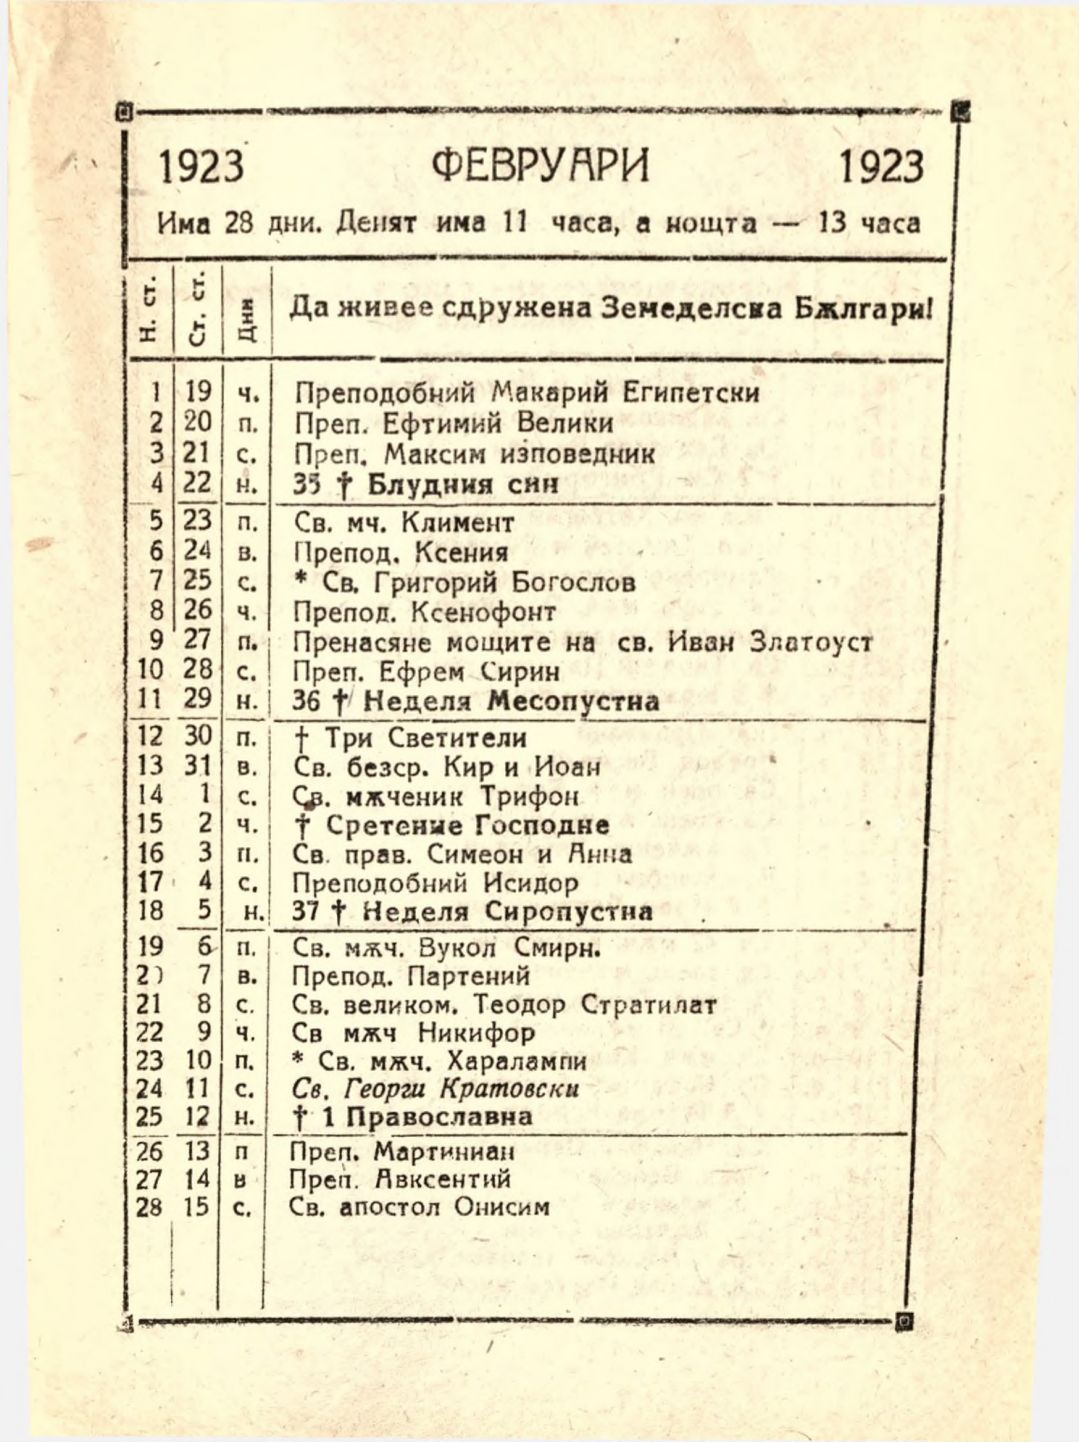 1923 ФЕВРУАРИ 1923
Има 28 дни. Денят има 11 часа, а нощта — 13 часа
Н. ст. Ст. ст. Дни Да живее сдружена Земеделска Бѫлгари!
1 19 ч. Преподобний Макарий Египетски
2 20 п. Преп. Ефтимий Велики
3 21 с. Преп. Максим изповедник
4 22 н. 35 † Блудния син
5 23 п. Св. мч. Климент
6 24 в. Препод. Ксения
7 25 с. * Св. Григорий Богослов
8 26 ч. Препод. Ксенофонт
9 27 п. Пренасяне мощите на св. Иван Златоуст
10 28 с. Преп. Ефрем Сирин
11 29 н. 36 † Неделя Месопустна
12 30 п. † Три Светители
13 31 в. Св. безср. Кир и Иоан
14 1 с. Св. мѫченик Трифон
15 2 ч. † Сретение Господне
16 3 п. Св. прав. Симеон и Анна
17 4 с. Преподобний Исидор
18 5 н. 37 † Неделя Сиропустна
19 6 п. Св. мѫч. Вукол Смирн.
20 7 в. Препод. Партений
21 8 с. Св. великом. Теодор Стратилат
22 9 ч. Св мѫч Никифор
23 10 п. * Св. мѫч. Харалампи
24 11 с. Св. Георги Кратовски
25 12 н. † 1 Православна
26 13 п Преп. Мартиниан
27 14 в Преп. Авксентий
28 15 с. Св. апостол Онисим